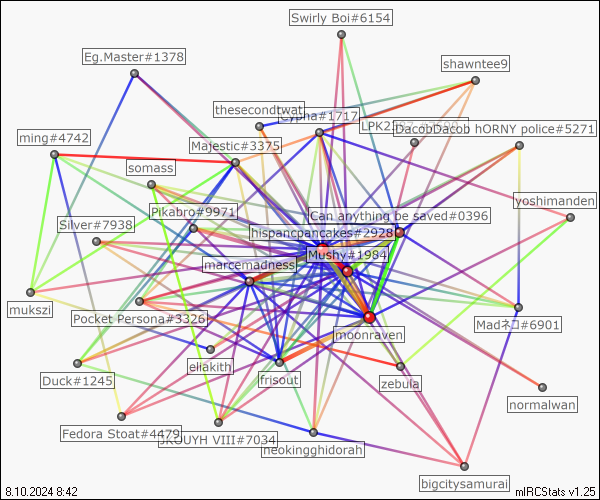 Swirly Boi#6154
Eg.Master#1378
shawntee9
thesecondtwat
Cypha#1717
DacobDacob hORNY police#5271
ming#4742
Majestic#3375
somass
yoshimanden
Pikabro#9971
Can anything be saved#0396
Silver#7938
hispancpancakes#2928
Mushy#1984
marcemadness
mukszi
Pocket Persona#3326
Madネコ#6901
moonraven
eliakith
Duck#1245
frisout
zebula
normalwan
Fedora Stoat#4479
JROUYH VIII#7034
neokingghidorah
bigcitysamurai
8.10.2024 8:42
mIRCStats v1.25